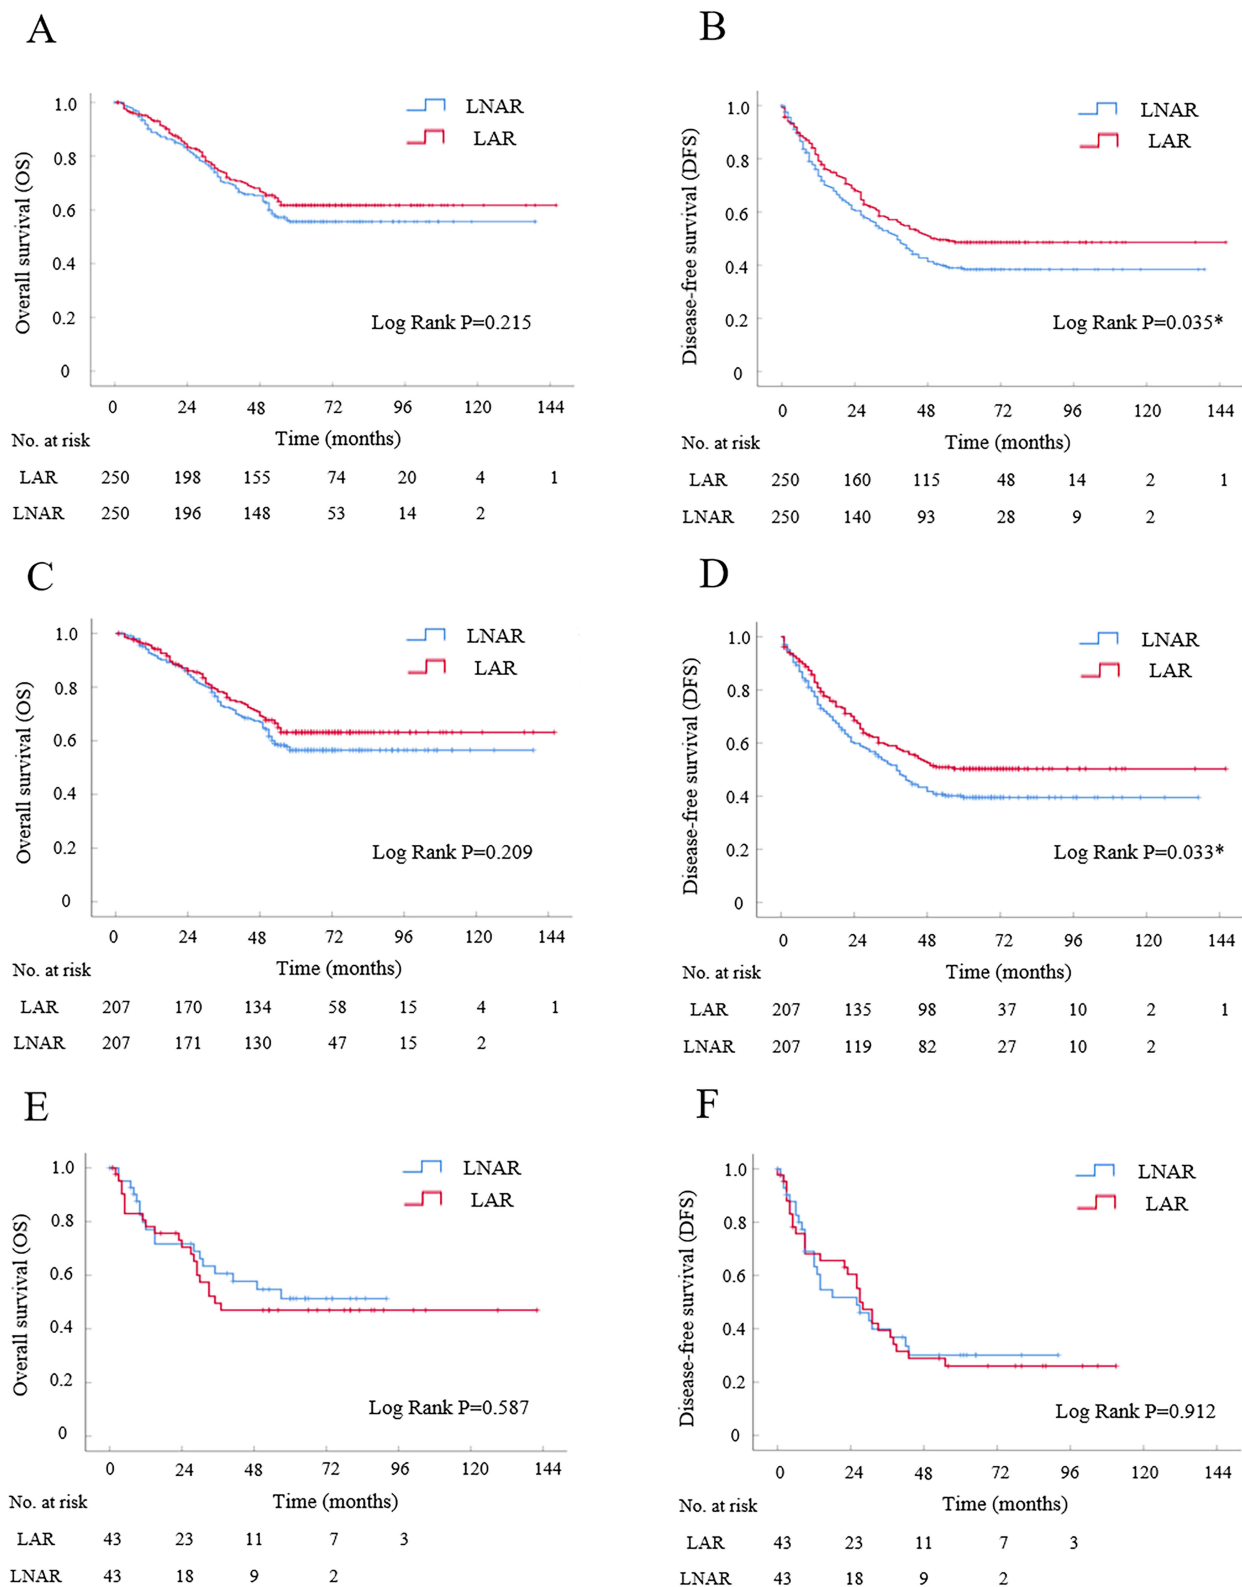 A
1.0
0.8
0.6
0.4
0.2
0
Overall survival (OS)
LNAR
LAR
Log Rank P=0.215
0 24 48 72 96 120 144
No. at risk Time (months)
LAR 250 198 155 74 20 4 1
LNAR 250 196 148 53 14 2
B
1.0
0.8
0.6
0.4
0.2
0
Disease-free survival (DFS)
LNAR
LAR
Log Rank P=0.035*
0 24 48 72 96 120 144
No. at risk Time (months)
LAR 250 160 115 48 14 2 1
LNAR 250 140 93 28 9 2
C
1.0
0.8
0.6
0.4
0.2
0
Overall survival (OS)
LNAR
LAR
Log Rank P=0.209
0 24 48 72 96 120 144
No. at risk Time (months)
LAR 207 170 134 58 15 4 1
LNAR 207 171 130 47 15 2
D
1.0
0.8
0.6
0.4
0.2
0
Disease-free survival (DFS)
LNAR
LAR
Log Rank P=0.033*
0 24 48 72 96 120 144
No. at risk Time (months)
LAR 207 135 98 37 10 2 1
LNAR 207 119 82 27 10 2
E
1.0
0.8
0.6
0.4
0.2
0
Overall survival (OS)
LNAR
LAR
Log Rank P=0.587
0 24 48 72 96 120 144
No. at risk Time (months)
LAR 43 23 11 7 3
LNAR 43 18 9 2
F
1.0
0.8
0.6
0.4
0.2
0
Disease-free survival (DFS)
LNAR
LAR
Log Rank P=0.912
0 24 48 72 96 120 144
No. at risk Time (months)
LAR 43 23 11 7 3
LNAR 43 18 9 2